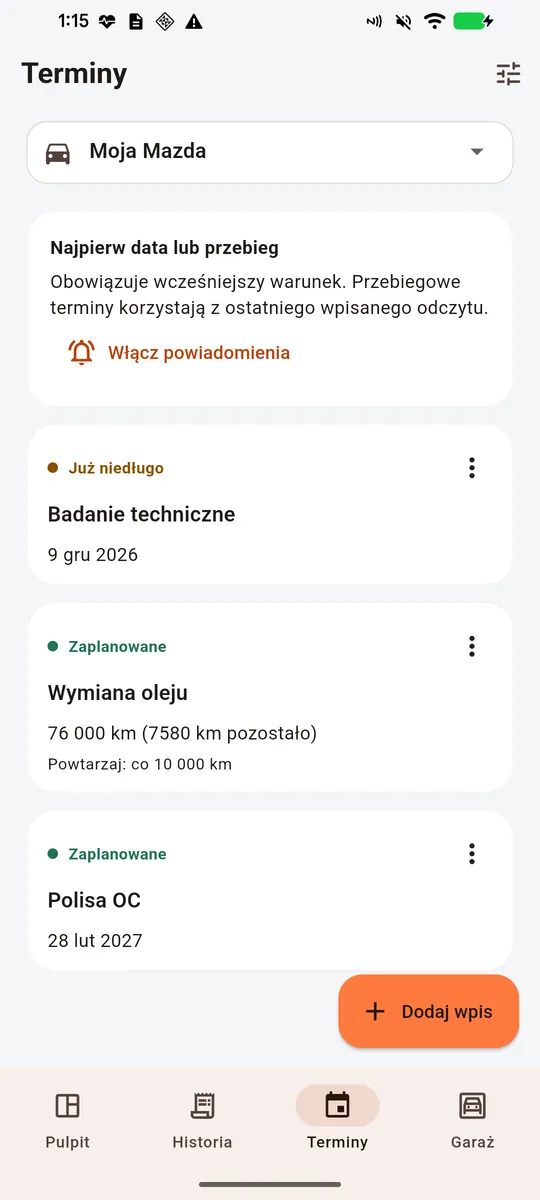 1:15
Terminy
Moja Mazda
Najpierw data lub przebieg
Obowiązuje wcześniejszy warunek. Przebiegowe
terminy korzystają z ostatniego wpisanego odczytu.
Włącz powiadomienia
Już niedługo
Badanie techniczne
9 gru 2026
Zaplanowane
Wymiana oleju
76 000 km (7580 km pozostało)
Powtarzaj: co 10 000 km
Zaplanowane
Polisa OC
28 lut 2027
Dodaj wpis
Pulpit
Historia
Terminy
Garaż